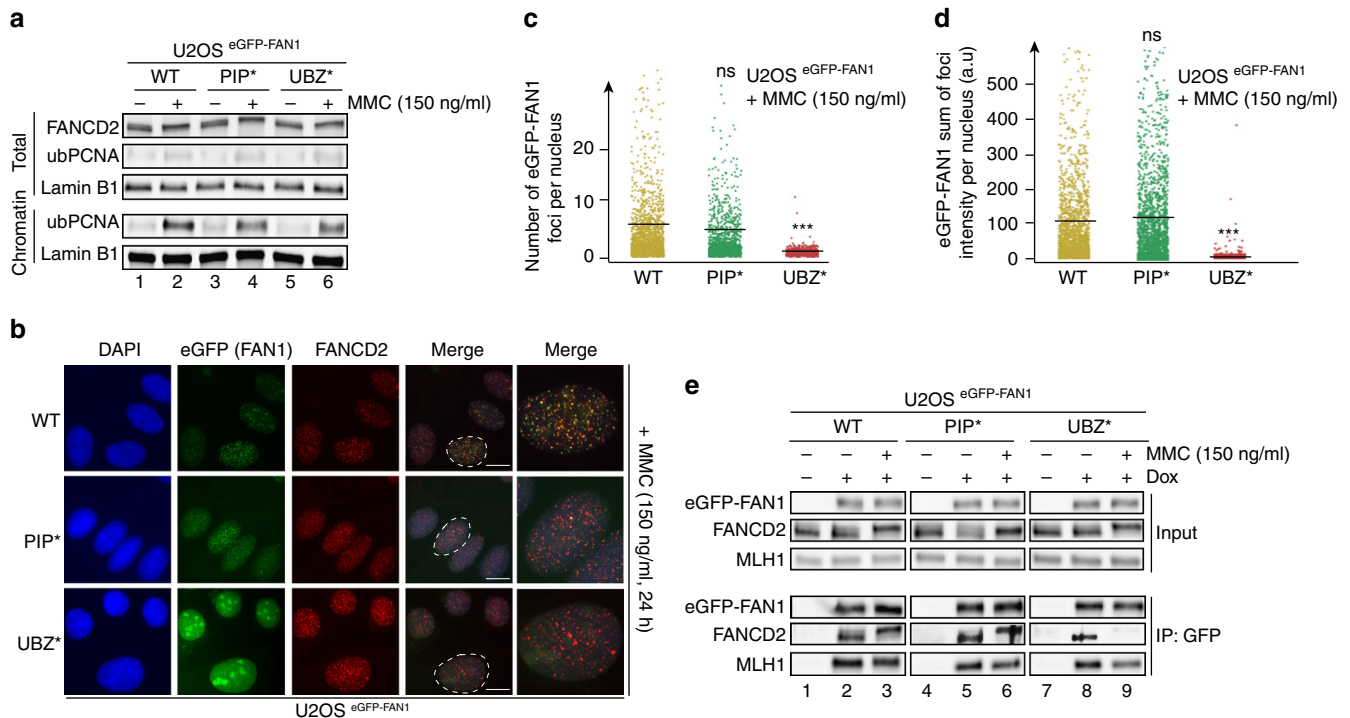 a
U2OS eGFP-FAN1
WT PIP* UBZ*
– + – + – + MMC (150 ng/ml)
Total
FANCD2
ubPCNA
Lamin B1
Chromatin
ubPCNA
Lamin B1
1 2 3 4 5 6
b
DAPI eGFP (FAN1) FANCD2 Merge Merge
WT
PIP*
UBZ*
+ MMC (150 ng/ml, 24 h)
U2OS eGFP-FAN1
c
Number of eGFP-FAN1
foci per nucleus
ns
U2OS eGFP-FAN1
+ MMC (150 ng/ml)
20
10
0
***
WT PIP* UBZ*
d
eGFP-FAN1 sum of foci
intensity per nucleus (a.u)
ns
U2OS eGFP-FAN1
+ MMC (150 ng/ml)
500
400
300
200
100
0
***
WT PIP* UBZ*
e
U2OS eGFP-FAN1
WT PIP* UBZ*
– – + – – + – – + MMC (150 ng/ml)
– + + – + + – + + Dox
eGFP-FAN1
FANCD2
MLH1
Input
eGFP-FAN1
FANCD2
MLH1
IP: GFP
1 2 3 4 5 6 7 8 9